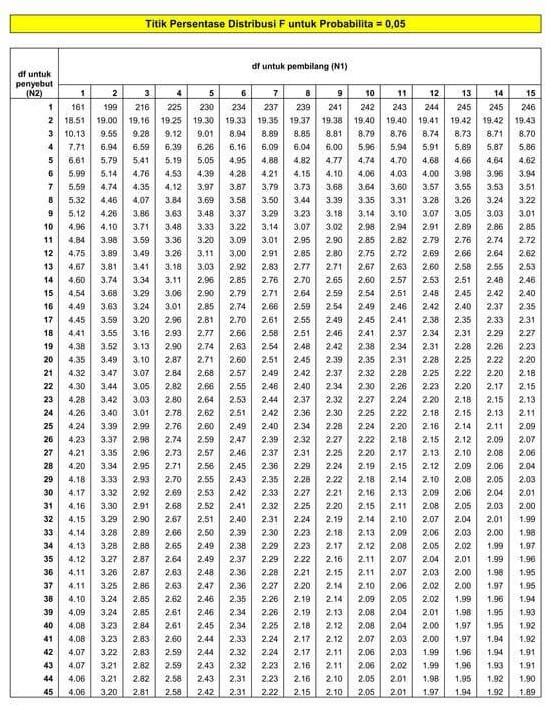 Titik Persentase Distribusi F untuk Probabilita = 0,05
df untuk penyebut (N2)
df untuk pembilang (N1)
1 2 3 4 5 6 7 8 9 10 11 12 13 14 15
1 161 199 216 225 230 234 237 239 241 242 243 244 245 245 246
2 18.51 19.00 19.16 19.25 19.30 19.33 19.35 19.37 19.38 19.40 19.40 19.41 19.42 19.42 19.43
3 10.13 9.55 9.28 9.12 9.01 8.94 8.89 8.85 8.81 8.79 8.76 8.74 8.73 8.71 8.70
4 7.71 6.94 6.59 6.39 6.26 6.16 6.09 6.04 6.00 5.96 5.94 5.91 5.89 5.87 5.86
5 6.61 5.79 5.41 5.19 5.05 4.95 4.88 4.82 4.77 4.74 4.70 4.68 4.66 4.64 4.62
6 5.99 5.14 4.76 4.53 4.39 4.28 4.21 4.15 4.10 4.06 4.03 4.00 3.98 3.96 3.94
7 5.59 4.74 4.35 4.12 3.97 3.87 3.79 3.73 3.68 3.64 3.60 3.57 3.55 3.53 3.51
8 5.32 4.46 4.07 3.84 3.69 3.58 3.50 3.44 3.39 3.35 3.31 3.28 3.26 3.24 3.22
9 5.12 4.26 3.86 3.63 3.48 3.37 3.29 3.23 3.18 3.14 3.10 3.07 3.05 3.03 3.01
10 4.96 4.10 3.71 3.48 3.33 3.22 3.14 3.07 3.02 2.98 2.94 2.91 2.89 2.86 2.85
11 4.84 3.98 3.59 3.36 3.20 3.09 3.01 2.95 2.90 2.85 2.82 2.79 2.76 2.74 2.72
12 4.75 3.89 3.49 3.26 3.11 3.00 2.91 2.85 2.80 2.75 2.72 2.69 2.66 2.64 2.62
13 4.67 3.81 3.41 3.18 3.03 2.92 2.83 2.77 2.71 2.67 2.63 2.60 2.58 2.55 2.53
14 4.60 3.74 3.34 3.11 2.96 2.85 2.76 2.70 2.65 2.60 2.57 2.53 2.51 2.48 2.46
15 4.54 3.68 3.29 3.06 2.90 2.79 2.71 2.64 2.59 2.54 2.51 2.48 2.45 2.42 2.40
16 4.49 3.63 3.24 3.01 2.85 2.74 2.66 2.59 2.54 2.49 2.46 2.42 2.40 2.37 2.35
17 4.45 3.59 3.20 2.96 2.81 2.70 2.61 2.55 2.49 2.45 2.41 2.38 2.35 2.33 2.31
18 4.41 3.55 3.16 2.93 2.77 2.66 2.58 2.51 2.46 2.41 2.37 2.34 2.31 2.29 2.27
19 4.38 3.52 3.13 2.90 2.74 2.63 2.54 2.48 2.42 2.38 2.34 2.31 2.28 2.26 2.23
20 4.35 3.49 3.10 2.87 2.71 2.60 2.51 2.45 2.39 2.35 2.31 2.28 2.25 2.22 2.20
21 4.32 3.47 3.07 2.84 2.68 2.57 2.49 2.42 2.37 2.32 2.28 2.25 2.22 2.20 2.18
22 4.30 3.44 3.05 2.82 2.66 2.55 2.46 2.40 2.34 2.30 2.26 2.23 2.20 2.17 2.15
23 4.28 3.42 3.03 2.80 2.64 2.53 2.44 2.37 2.32 2.27 2.24 2.20 2.18 2.15 2.13
24 4.26 3.40 3.01 2.78 2.62 2.51 2.42 2.36 2.30 2.25 2.22 2.18 2.15 2.13 2.11
25 4.24 3.39 2.99 2.76 2.60 2.49 2.40 2.34 2.28 2.24 2.20 2.16 2.14 2.11 2.09
26 4.23 3.37 2.98 2.74 2.59 2.47 2.39 2.32 2.27 2.22 2.18 2.15 2.12 2.09 2.07
27 4.21 3.35 2.96 2.73 2.57 2.46 2.37 2.31 2.25 2.20 2.17 2.13 2.10 2.08 2.06
28 4.20 3.34 2.95 2.71 2.56 2.45 2.36 2.29 2.24 2.19 2.15 2.12 2.09 2.06 2.04
29 4.18 3.33 2.93 2.70 2.55 2.43 2.35 2.28 2.22 2.18 2.14 2.10 2.08 2.05 2.03
30 4.17 3.32 2.92 2.69 2.53 2.42 2.33 2.27 2.21 2.16 2.13 2.09 2.06 2.04 2.01
31 4.16 3.30 2.91 2.68 2.52 2.41 2.32 2.25 2.20 2.15 2.11 2.08 2.05 2.03 2.00
32 4.15 3.29 2.90 2.67 2.51 2.40 2.31 2.24 2.19 2.14 2.10 2.07 2.04 2.01 1.99
33 4.14 3.28 2.89 2.66 2.50 2.39 2.30 2.23 2.18 2.13 2.09 2.06 2.03 2.00 1.98
34 4.13 3.28 2.88 2.65 2.49 2.38 2.29 2.23 2.17 2.12 2.08 2.05 2.02 1.99 1.97
35 4.12 3.27 2.87 2.64 2.49 2.37 2.29 2.22 2.16 2.11 2.07 2.04 2.01 1.99 1.96
36 4.11 3.26 2.87 2.63 2.48 2.36 2.28 2.21 2.15 2.11 2.07 2.03 2.00 1.98 1.95
37 4.11 3.25 2.86 2.63 2.47 2.36 2.27 2.20 2.14 2.10 2.06 2.02 2.00 1.97 1.95
38 4.10 3.24 2.85 2.62 2.46 2.35 2.26 2.19 2.14 2.09 2.05 2.02 1.99 1.96 1.94
39 4.09 3.24 2.85 2.61 2.46 2.34 2.26 2.19 2.13 2.08 2.04 2.01 1.98 1.95 1.93
40 4.08 3.23 2.84 2.61 2.45 2.34 2.25 2.18 2.12 2.08 2.04 2.00 1.97 1.95 1.92
41 4.08 3.23 2.83 2.60 2.44 2.33 2.24 2.17 2.12 2.07 2.03 2.00 1.97 1.94 1.92
42 4.07 3.22 2.83 2.59 2.44 2.32 2.24 2.17 2.11 2.06 2.03 1.99 1.96 1.94 1.91
43 4.07 3.21 2.82 2.59 2.43 2.32 2.23 2.16 2.11 2.06 2.02 1.99 1.96 1.93 1.91
44 4.06 3.21 2.82 2.58 2.43 2.31 2.23 2.16 2.10 2.05 2.01 1.98 1.95 1.92 1.90
45 4.06 3.20 2.81 2.58 2.42 2.31 2.22 2.15 2.10 2.05 2.01 1.97 1.94 1.92 1.89